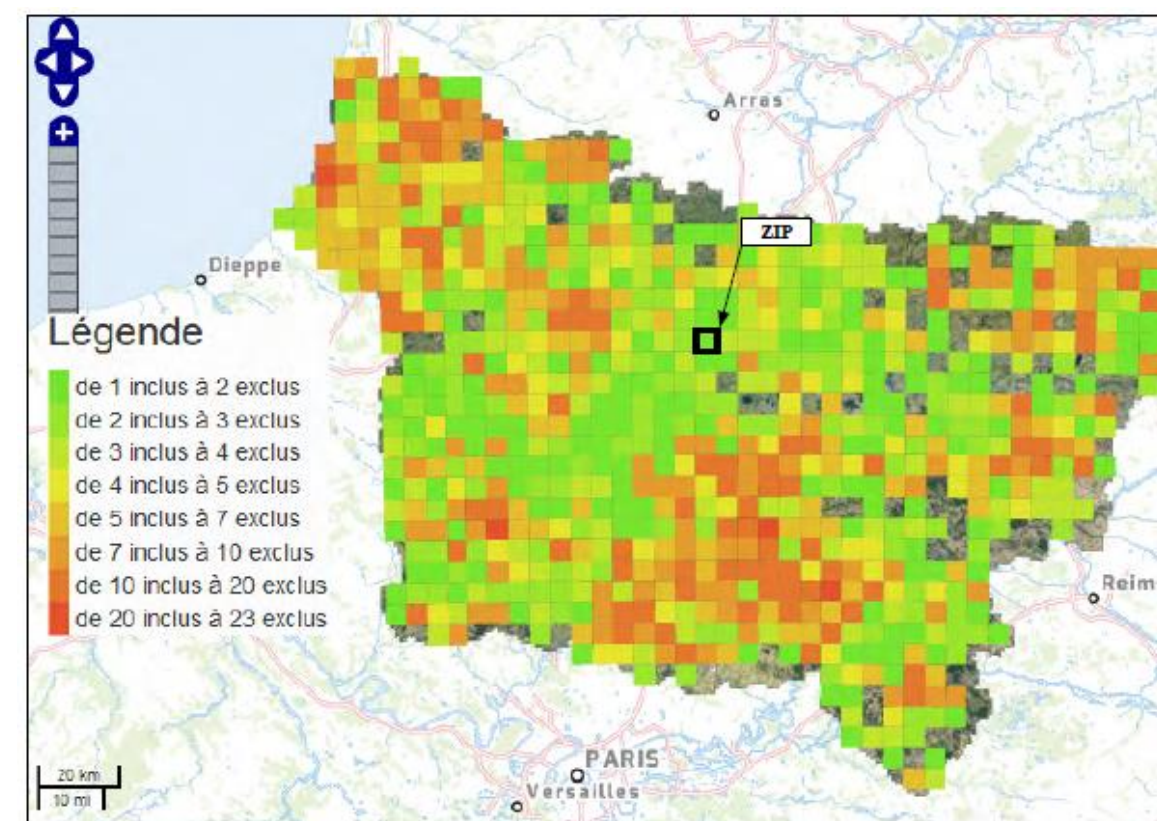 Arras
ZIP
Dieppe
Légende
de 1 inclus à 2 exclus
de 2 inclus à 3 exclus
de 3 inclus à 4 exclus
de 4 inclus à 5 exclus
de 5 inclus à 7 exclus
de 7 inclus à 10 exclus
de 10 inclus à 20 exclus
de 20 inclus à 23 exclus
Reim
20 km
10 mi
PARIS
Versailles